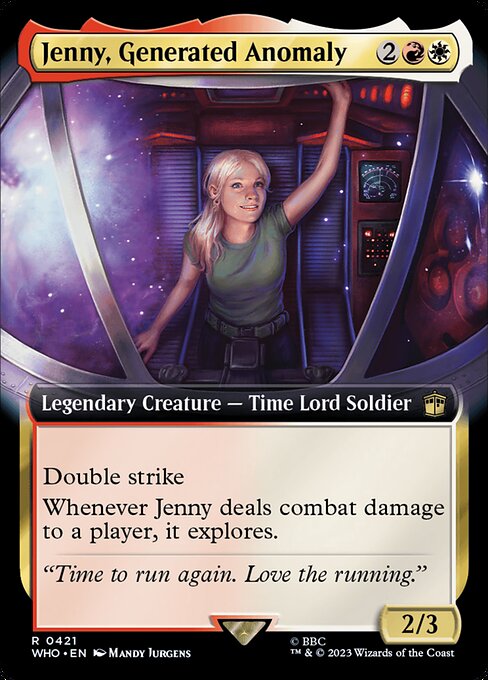 Jenny, Generated Anomaly 2
Legendary Creature — Time Lord Soldier
Double strike
Whenever Jenny deals combat damage
to a player, it explores.
“Time to run again. Love the running.”
2/3
R 0421
WHO • EN Mandy Jurgens
© BBC
™ & © 2023 Wizards of the Coast